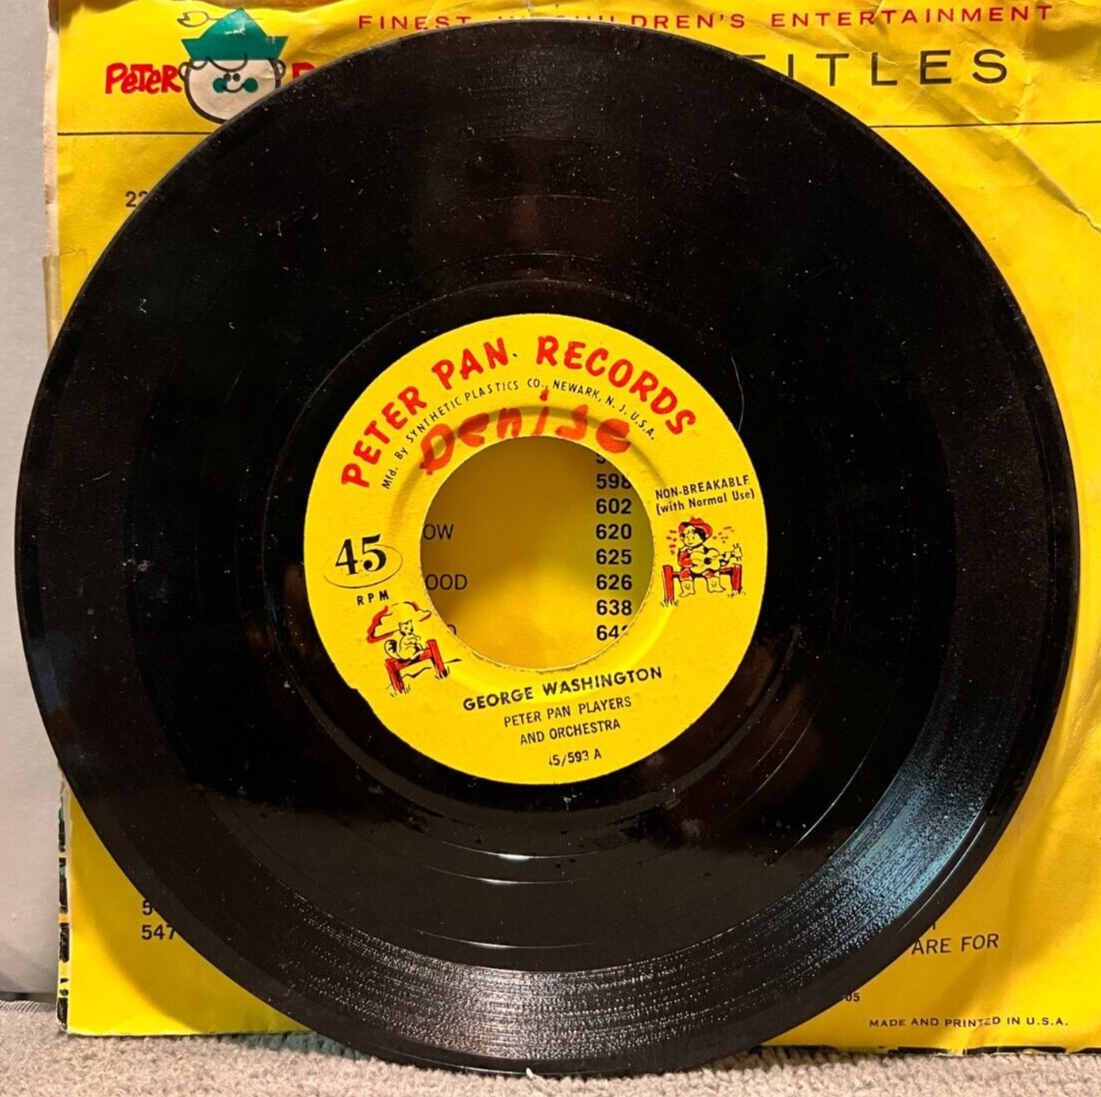 FINEST CHILDREN'S ENTERTAINMENT
PETER
TITLES
PETER PAN RECORDS
Mfd. By SYNTHETIC PLASTICS CO., NEWARK, N. J. U.S.A.
Denise
NON-BREAKABLE
(with Normal Use)
45
RPM
598
602
OW 620
625
OOD 626
638
GEORGE WASHINGTON
PETER PAN PLAYERS
AND ORCHESTRA
45/593 A
547
ARE FOR
05
MADE AND PRINTED IN U.S.A.